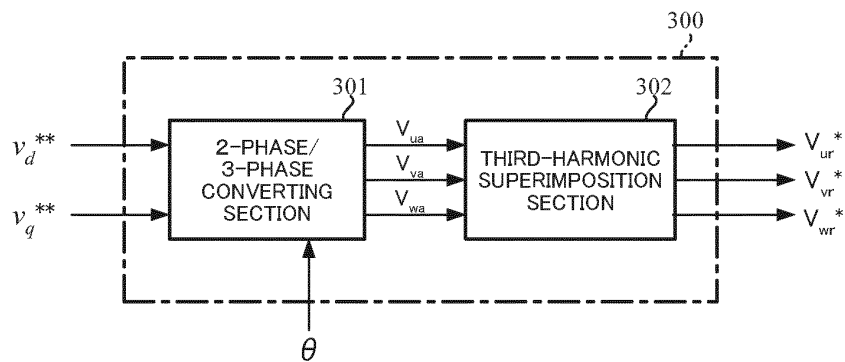 300
301
302
v_d**
v_q**
2-PHASE/
3-PHASE
CONVERTING
SECTION
V_ua
V_va
V_wa
THIRD-HARMONIC
SUPERIMPOSITION
SECTION
V_ur*
V_vr*
V_wr*
θ